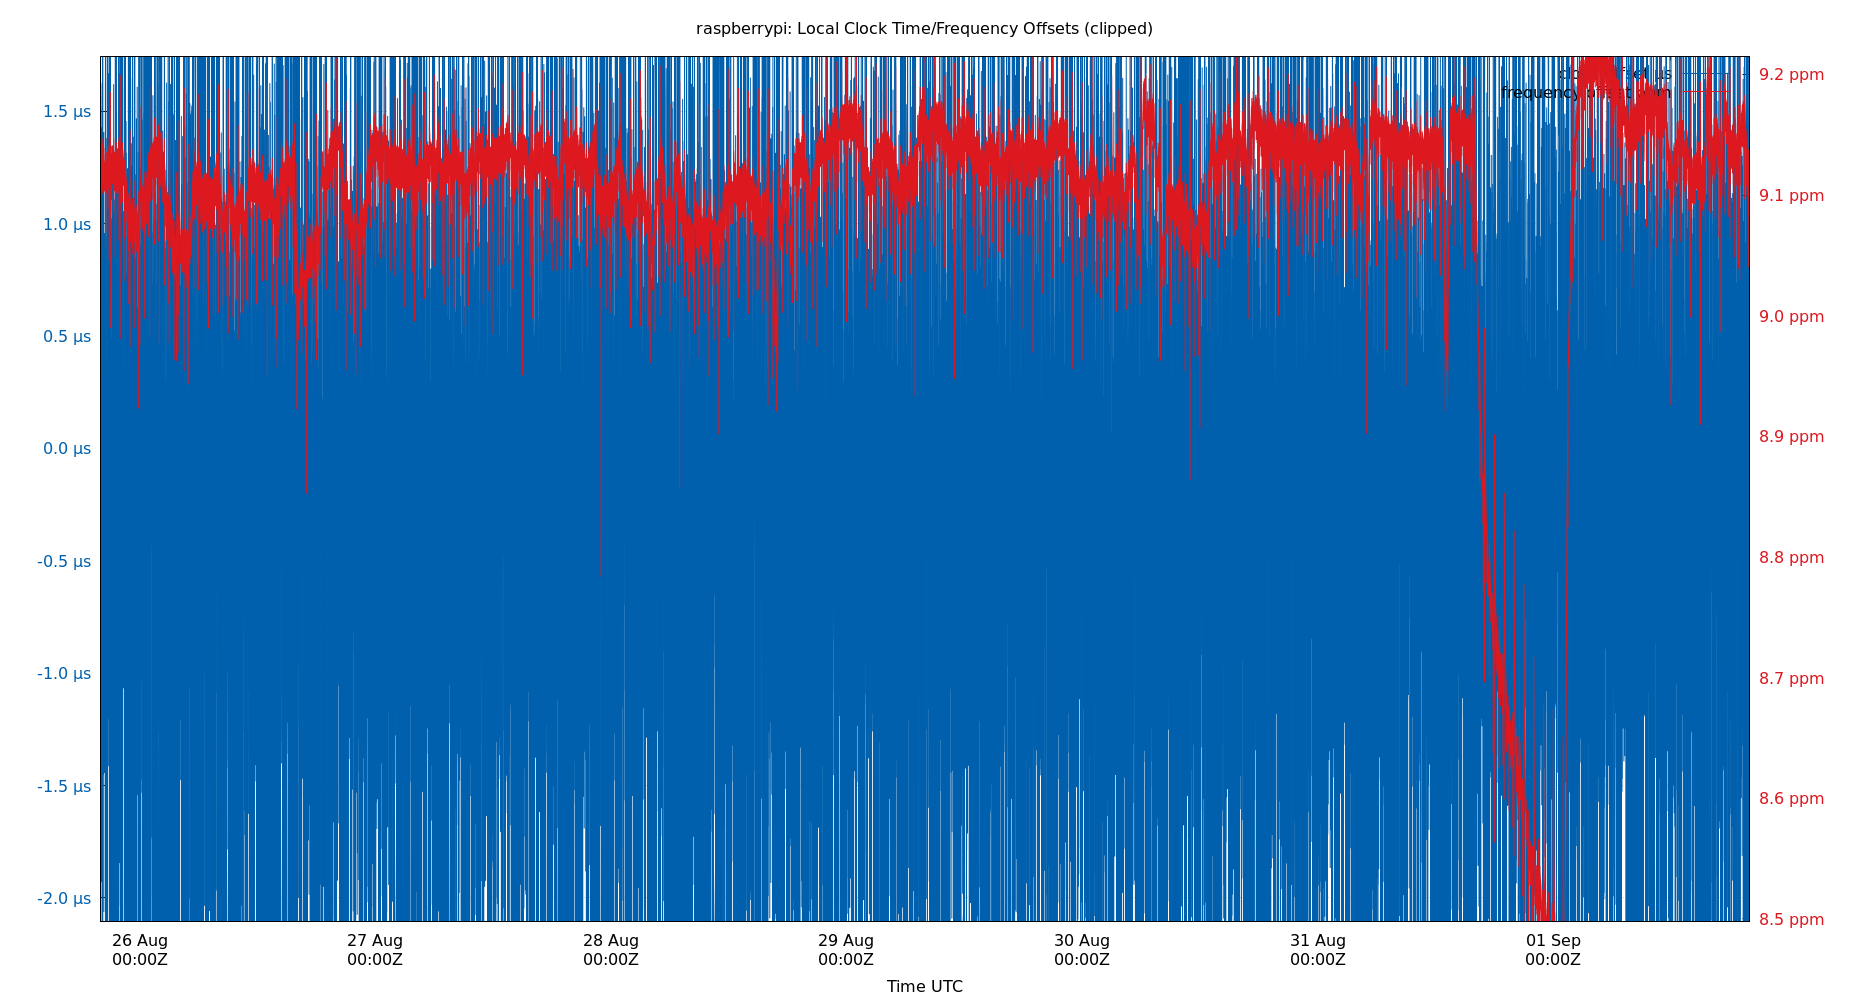 raspberrypi: Local Clock Time/Frequency Offsets (clipped)
1.5 µs
1.0 µs
0.5 µs
0.0 µs
-0.5 µs
-1.0 µs
-1.5 µs
-2.0 µs
frequency offset ppm
9.2 ppm
9.1 ppm
9.0 ppm
8.9 ppm
8.8 ppm
8.7 ppm
8.6 ppm
8.5 ppm
26 Aug 27 Aug 28 Aug 29 Aug 30 Aug 31 Aug 01 Sep
00:00Z 00:00Z 00:00Z 00:00Z 00:00Z 00:00Z 00:00Z
Time UTC